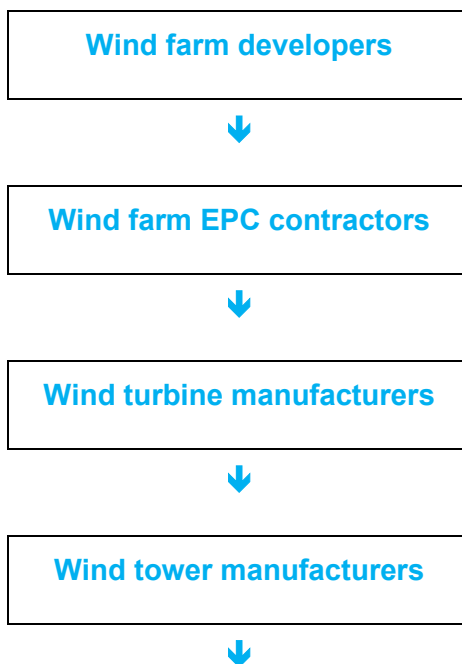 Wind farm developers
Wind farm EPC contractors
Wind turbine manufacturers
Wind tower manufacturers